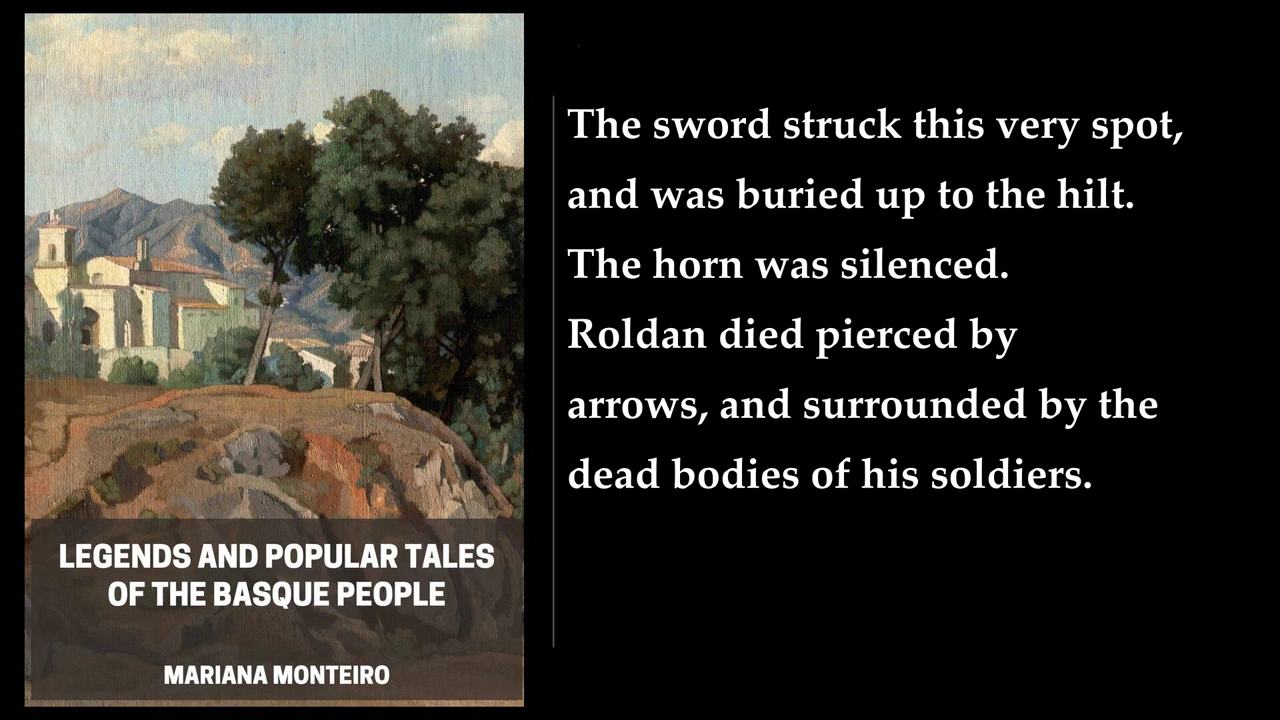 The sword struck this very spot,
and was buried up to the hilt.
The horn was silenced.
Roldan died pierced by
arrows, and surrounded by the
dead bodies of his soldiers.
LEGENDS AND POPULAR TALES
OF THE BASQUE PEOPLE
MARIANA MONTEIRO